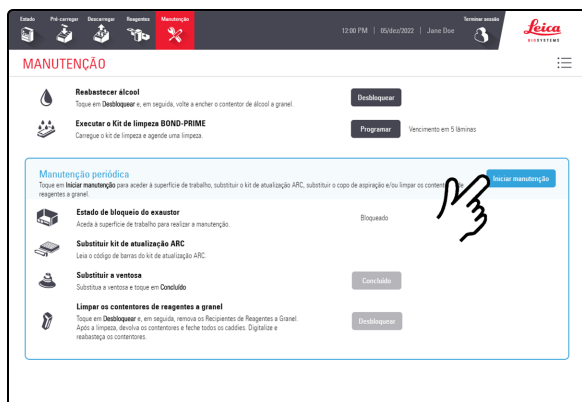 Estado Pré-carregar Descarregar Reagentes Manutenção Terminar sessão
12:00 PM | 05/dez/2022 | Jane Doe
Leica
BIOSYSTEMS
MANUTENÇÃO
Reabastecer álcool
Toque em Desbloquear e, em seguida, volte a encher o contentor de álcool a granel.
Desbloquear
Executar o Kit de limpeza BOND-PRIME
Carregue o kit de limpeza e agende uma limpeza.
Programar Vencimento em 5 lâminas
Manutenção periódica
Toque em Iniciar manutenção para aceder à superfície de trabalho, substituir o kit de atualização ARC, substituir o copo de aspiração e/ou limpar os de
reagentes a granel.
Iniciar manutenção
Estado de bloqueio do exaustor
Aceda à superfície de trabalho para realizar a manutenção.
Bloqueado
Substituir kit de atualização ARC
Leia o código de barras do kit de atualização ARC.
Substituir a ventosa
Substitua a ventosa e toque em Concluído
Concluído
Limpar os contentores de reagentes a granel
Toque em Desbloquear e, em seguida, remova os Recipientes de Reagentes a Granel.
Após a limpeza, devolva os contentores e feche todos os caddies. Digitalize e
reabasteça os contentores.
Desbloquear